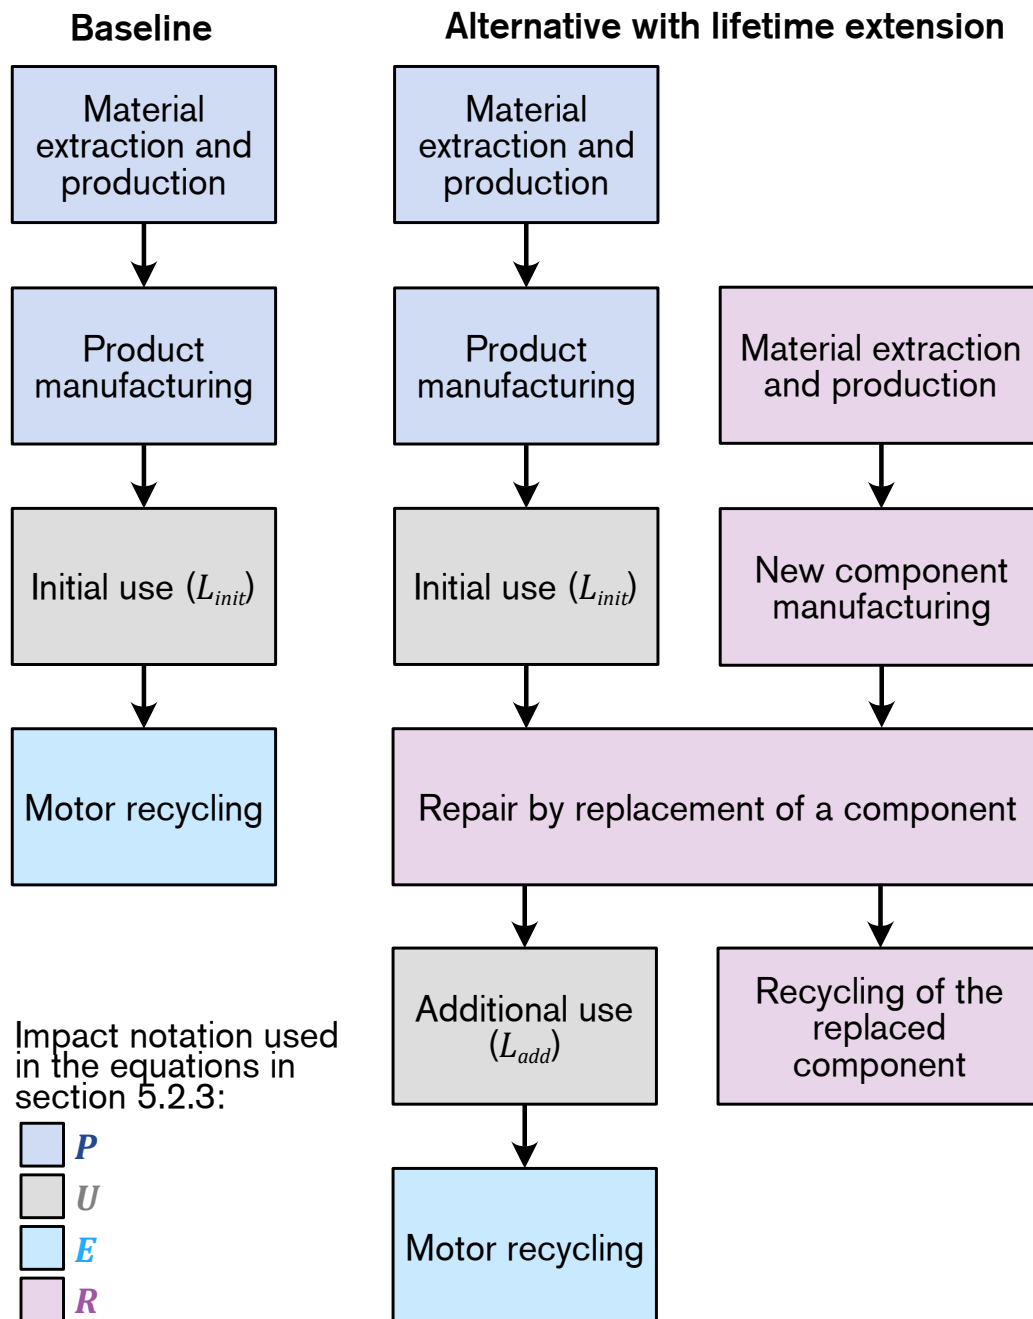 Baseline
Alternative with lifetime extension
Material
extraction and
production
Material
extraction and
production
Product
manufacturing
Product
manufacturing
Material extraction
and production
Initial use (L_init)
Initial use (L_init)
New component
manufacturing
Motor recycling
Repair by replacement of a component
Additional use
(L_add)
Recycling of the
replaced
component
Motor recycling
Impact notation used
in the equations in
section 5.2.3:
P
U
E
R